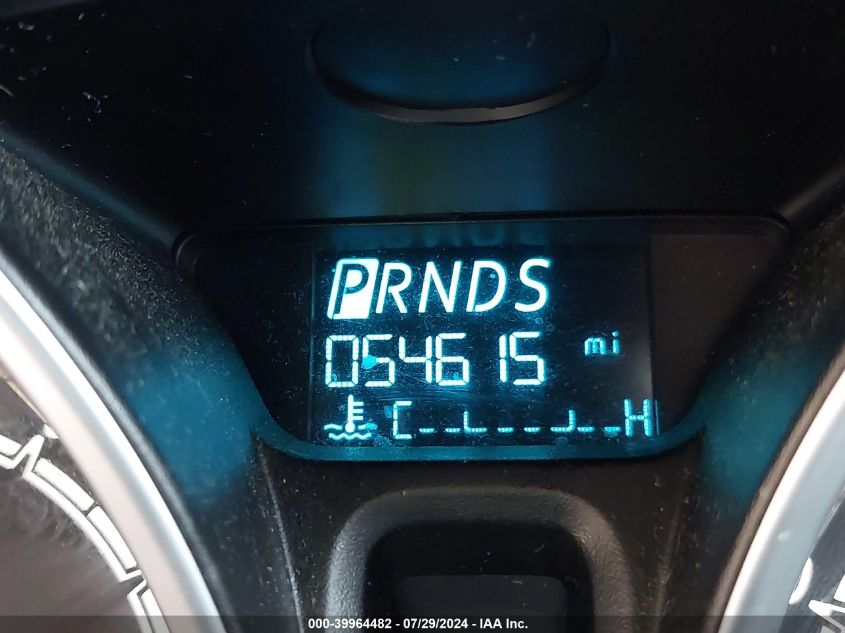 PRNDS
054615 mi
C H
000-39964482 - 07/29/2024 - IAA Inc.